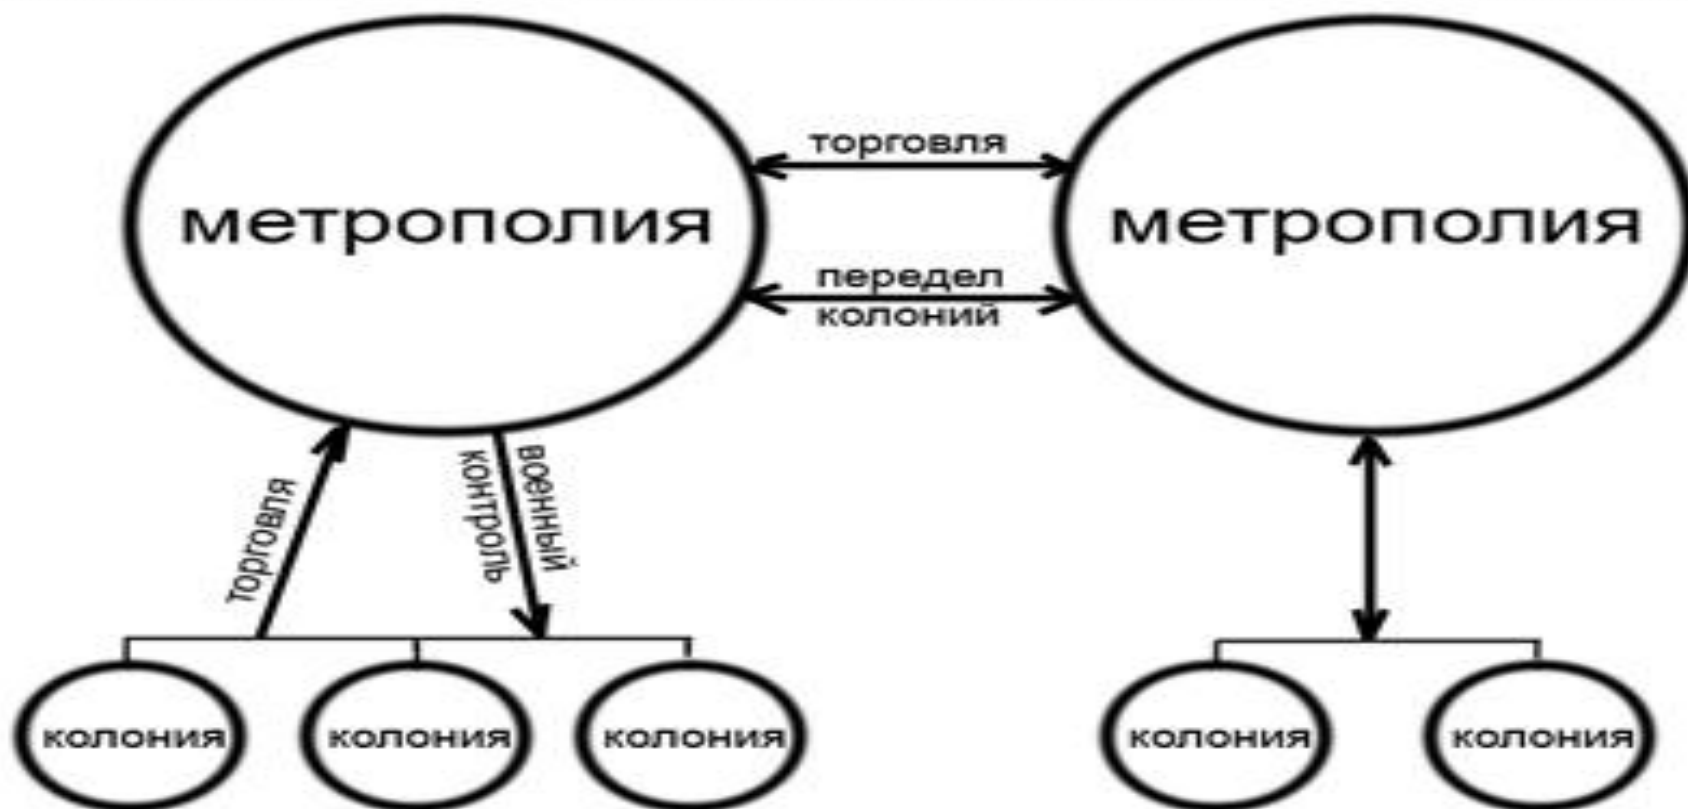 торговля
метрополия
метрополия
передел
колоний
торговля
военный
контроль
колония
колония
колония
колония
колония